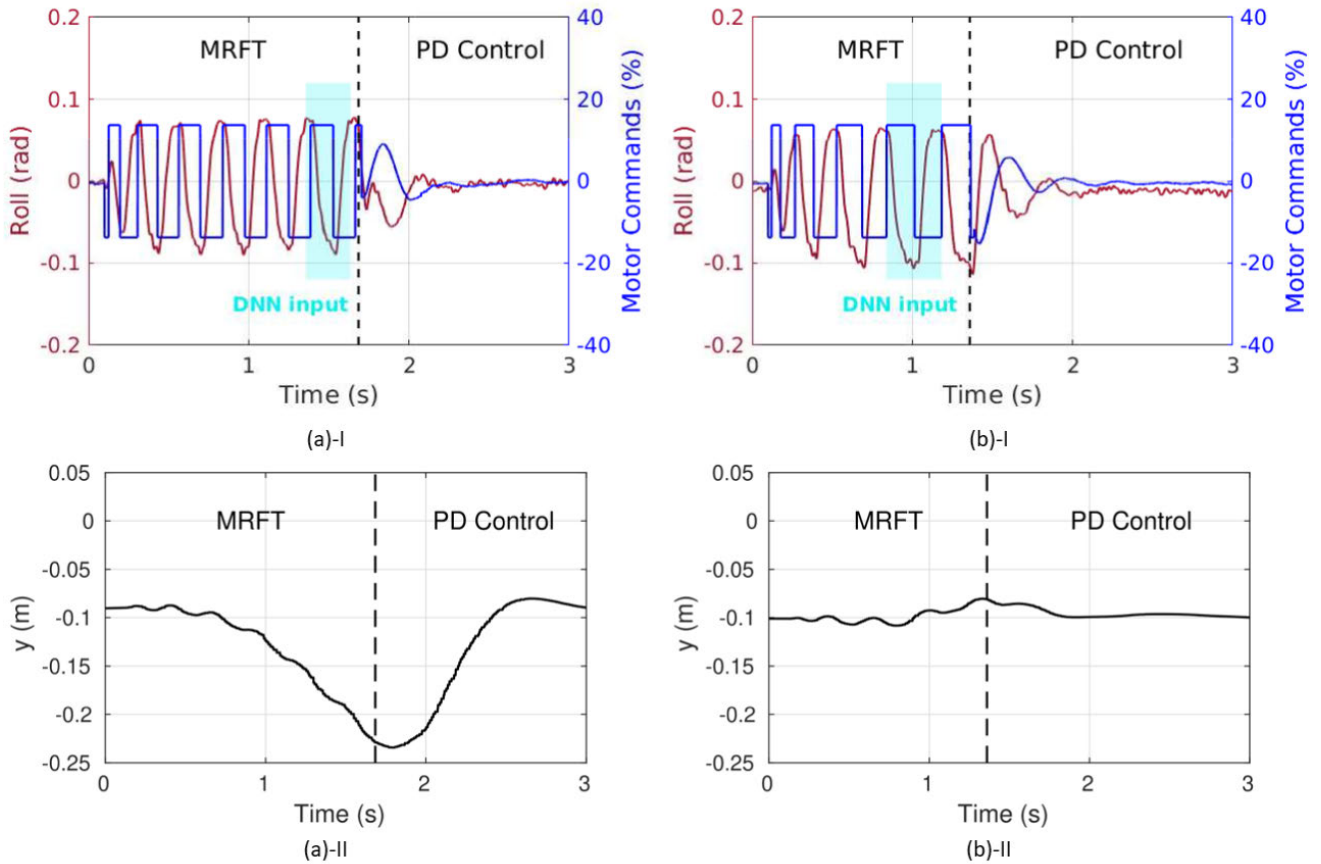 0.2
0.1
0
-0.1
-0.2
Roll (rad)
MRFT
PD Control
DNN input
40
20
0
-20
-40
Motor Commands (%)
0
1
2
3
Time (s)
(a)-I
0.2
0.1
0
-0.1
-0.2
Roll (rad)
MRFT
PD Control
DNN input
40
20
0
-20
-40
Motor Commands (%)
0
1
2
3
Time (s)
(b)-I
0.05
0
-0.05
-0.1
-0.15
-0.2
-0.25
y (m)
MRFT
PD Control
0
1
2
3
Time (s)
(a)-II
0.05
0
-0.05
-0.1
-0.15
-0.2
-0.25
y (m)
MRFT
PD Control
0
1
2
3
Time (s)
(b)-II